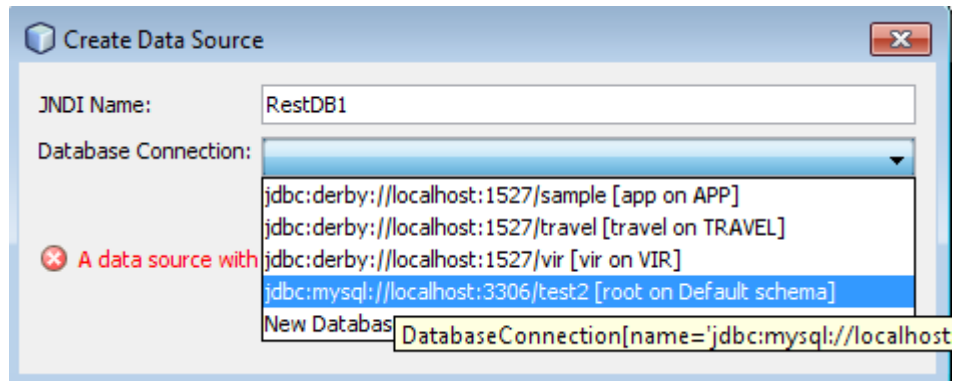 Create Data Source
JNDI Name: RestDB1
Database Connection:
jdbc:derby://localhost:1527/sample [app on APP]
jdbc:derby://localhost:1527/travel [travel on TRAVEL]
A data source with jdbc:derby://localhost:1527/vir [vir on VIR]
jdbc:mysql://localhost:3306/test2 [root on Default schema]
New Databas DatabaseConnection[name='jdbc:mysql://localhost